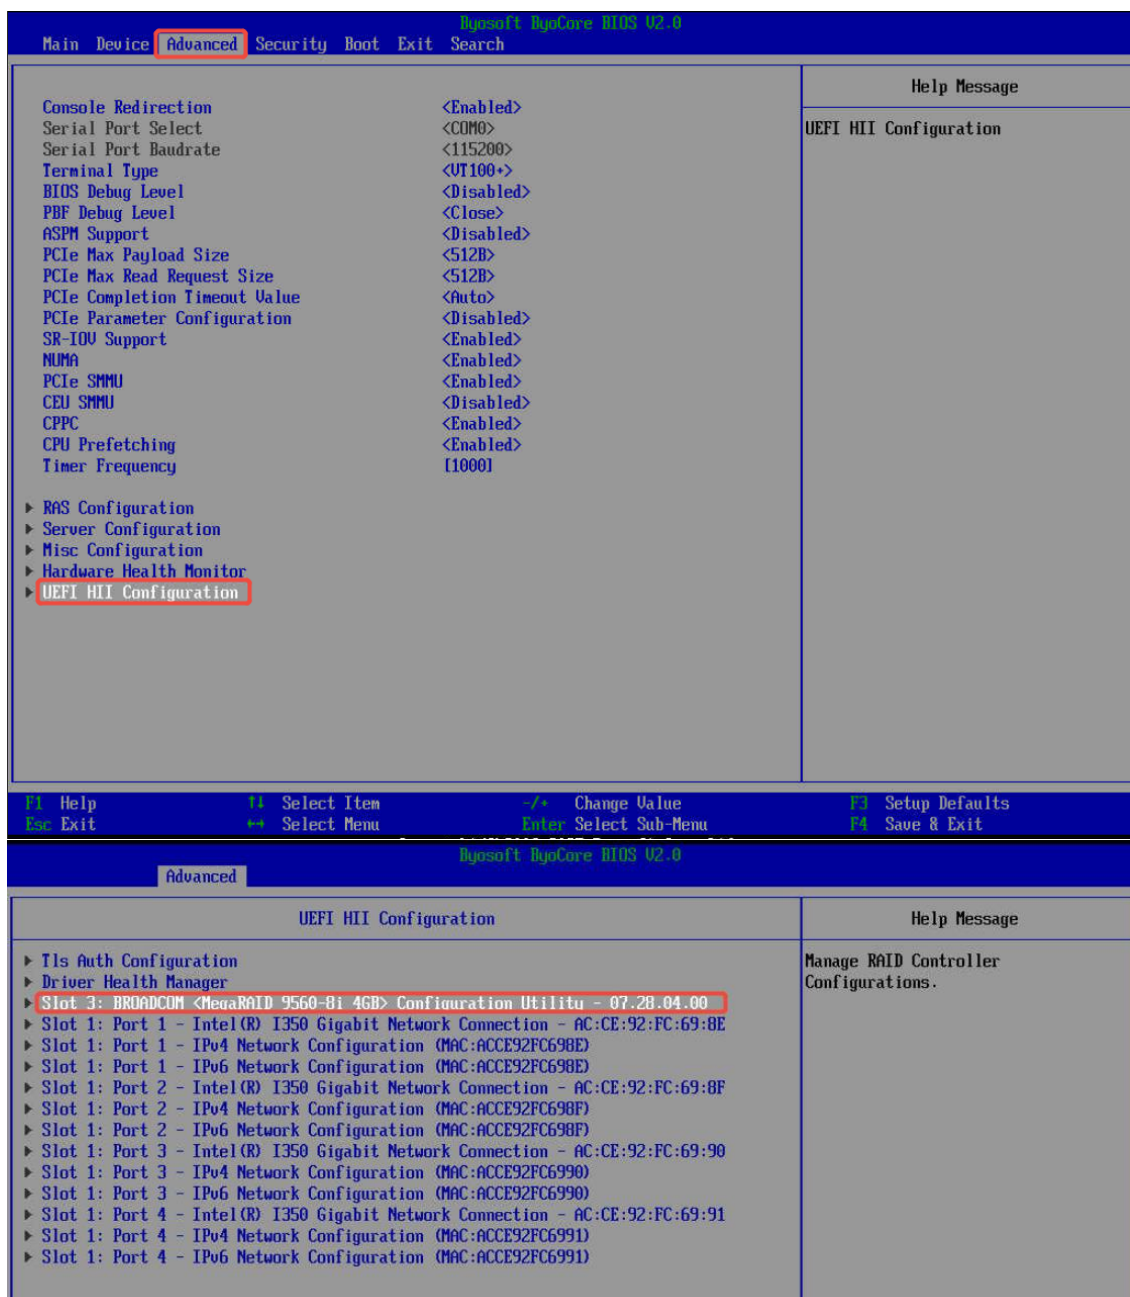 Byosoft ByoCore BIOS V2.0
Main Device Advanced Security Boot Exit Search
Help Message
Console Redirection <Enabled>
UEFI HII Configuration
Serial Port Select <COM0>
Serial Port Baudrate <115200>
Terminal Type <VT100+>
BIOS Debug Level <Disabled>
PBF Debug Level <Close>
ASPM Support <Disabled>
PCIe Max Payload Size <512B>
PCIe Max Read Request Size <512B>
PCIe Completion Timeout Value <Auto>
PCIe Parameter Configuration <Disabled>
SR-IOV Support <Enabled>
NUMA <Enabled>
PCIe SMMU <Enabled>
CEU SMMU <Disabled>
CPPC <Enabled>
CPU Prefetching <Enabled>
Timer Frequency [1000]
RAS Configuration
Server Configuration
Misc Configuration
Hardware Health Monitor
UEFI HII Configuration
F1 Help ↑↓ Select Item -/+ Change Value F3 Setup Defaults
Esc Exit ←→ Select Menu Enter Select Sub-Menu F4 Save & Exit
Byosoft ByoCore BIOS V2.0
Advanced
UEFI HII Configuration
Help Message
Tls Auth Configuration
Manage RAID Controller
Driver Health Manager
Configurations.
Slot 3: BROADCOM <MegaRAID 9560-8i 4GB> Configuration Utility - 07.28.04.00
Slot 1: Port 1 - Intel(R) I350 Gigabit Network Connection - AC:CE:92:FC:69:8E
Slot 1: Port 1 - IPv4 Network Configuration (MAC:ACCE92FC698E)
Slot 1: Port 1 - IPv6 Network Configuration (MAC:ACCE92FC698E)
Slot 1: Port 2 - Intel(R) I350 Gigabit Network Connection - AC:CE:92:FC:69:8F
Slot 1: Port 2 - IPv4 Network Configuration (MAC:ACCE92FC698F)
Slot 1: Port 2 - IPv6 Network Configuration (MAC:ACCE92FC698F)
Slot 1: Port 3 - Intel(R) I350 Gigabit Network Connection - AC:CE:92:FC:69:90
Slot 1: Port 3 - IPv4 Network Configuration (MAC:ACCE92FC6990)
Slot 1: Port 3 - IPv6 Network Configuration (MAC:ACCE92FC6990)
Slot 1: Port 4 - Intel(R) I350 Gigabit Network Connection - AC:CE:92:FC:69:91
Slot 1: Port 4 - IPv4 Network Configuration (MAC:ACCE92FC6991)
Slot 1: Port 4 - IPv6 Network Configuration (MAC:ACCE92FC6991)